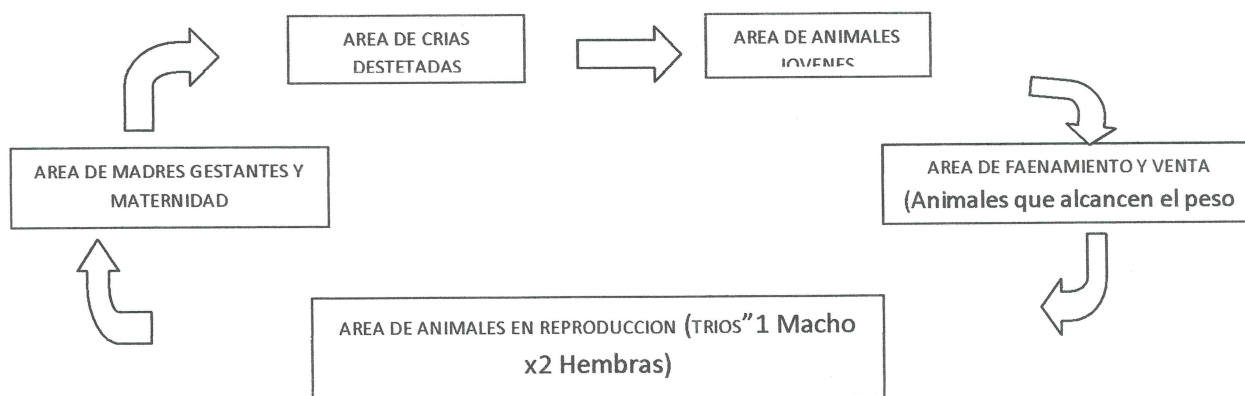 AREA DE CRIAS
DESTETADAS
AREA DE ANIMALES
JOVENES
AREA DE MADRES GESTANTES Y
MATERNIDAD
AREA DE FAENAMIENTO Y VENTA
(Animales que alcancen el peso
AREA DE ANIMALES EN REPRODUCCION (TRIOS”1 Macho
x2 Hembras)